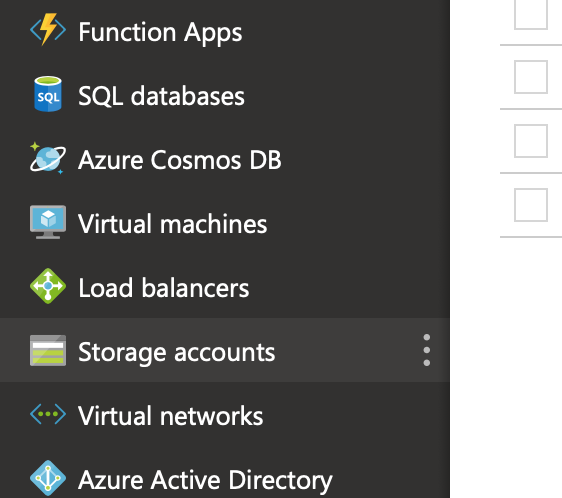 Function Apps
SQL databases
Azure Cosmos DB
Virtual machines
Load balancers
Storage accounts
Virtual networks
Azure Active Directory